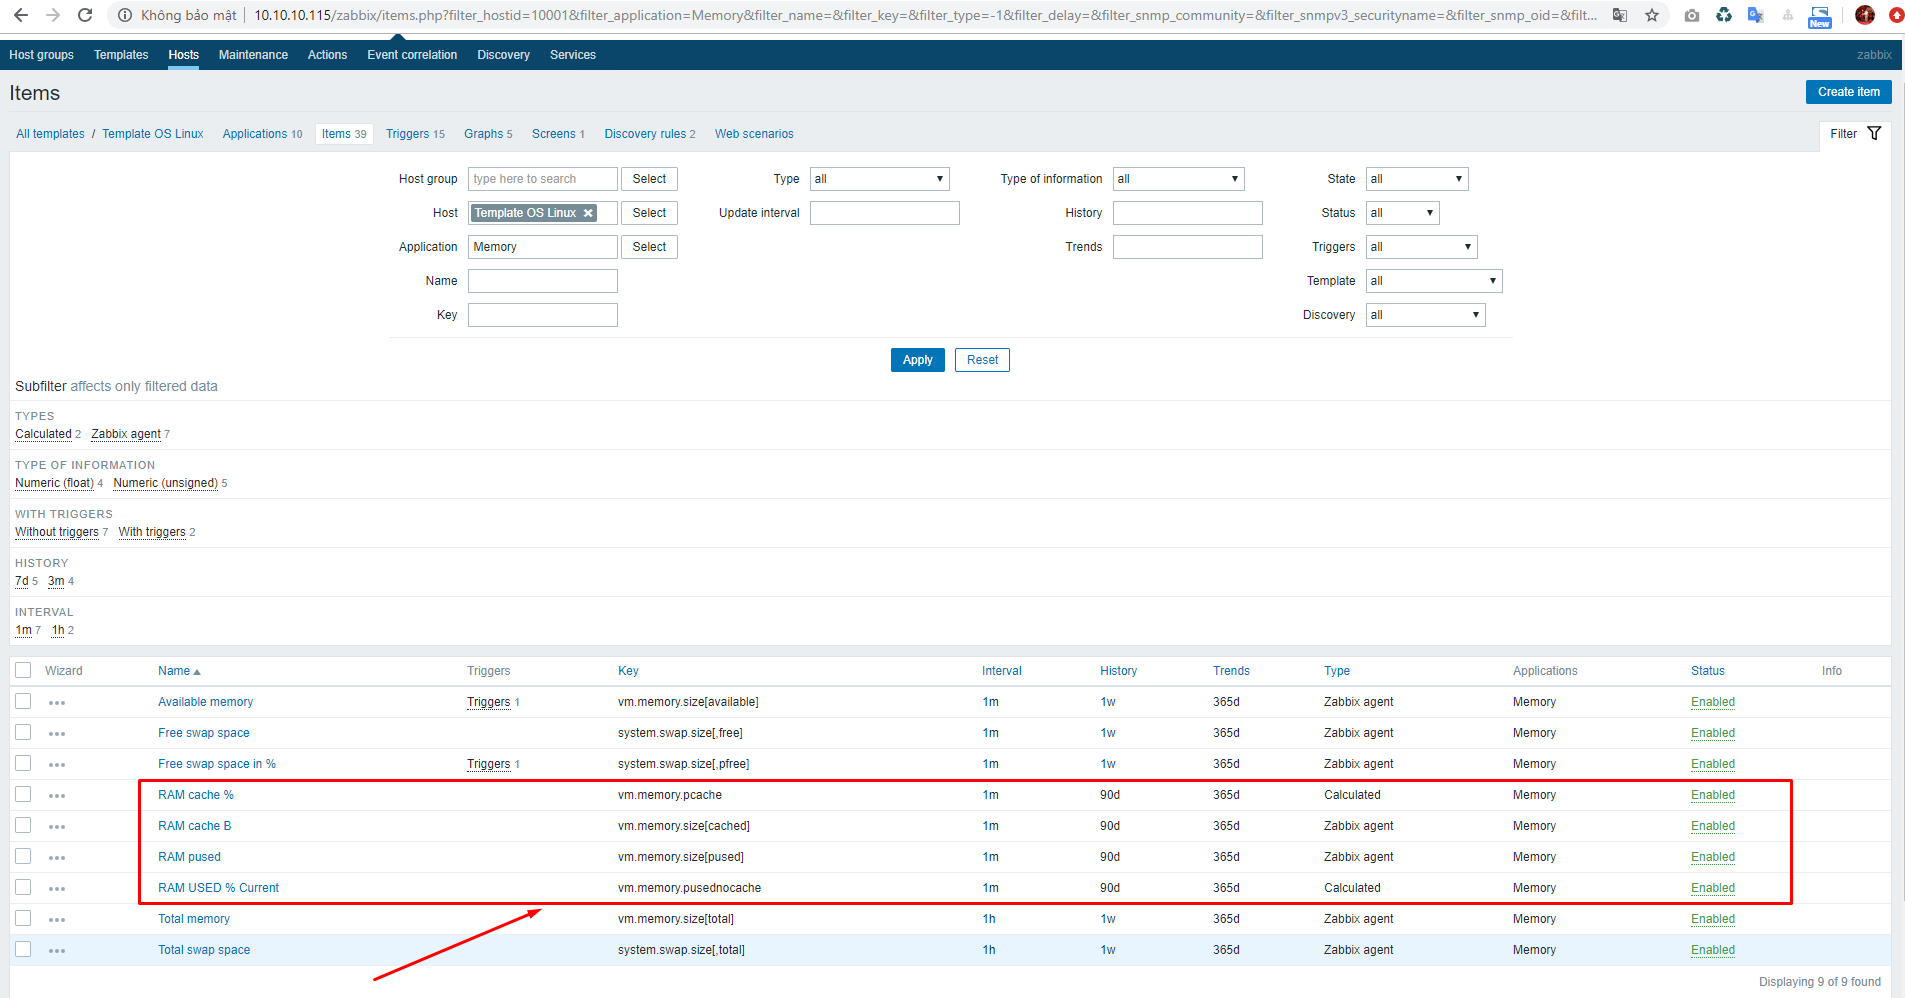 Không bảo mật 10.10.10.115/zabbix/items.php?filter_hostid=10001&filter_application=Memory&filter_name=&filter_key=&filter_type=-1&filter_delay=&filter_snmp_community=&filter_snmpv3_securityname=&filter_snmp_oid=&filt... New
Host groups Templates Hosts Maintenance Actions Event correlation Discovery Services zabbix
Items Create item
All templates / Template OS Linux Applications 10 Items 39 Triggers 15 Graphs 5 Screens 1 Discovery rules 2 Web scenarios Filter
Host group type here to search Select Type all Type of information all State all
Host Template OS Linux Select Update interval History Status all
Application Memory Select Trends Triggers all
Name Template all
Key Discovery all
Apply Reset
Subfilter affects only filtered data
TYPES
Calculated 2 Zabbix agent 7
TYPE OF INFORMATION
Numeric (float) 4 Numeric (unsigned) 5
WITH TRIGGERS
Without triggers 7 With triggers 2
HISTORY
7d 5 3m 4
INTERVAL
1m 7 1h 2
Wizard Name Triggers Key Interval History Trends Type Applications Status Info
Available memory Triggers 1 vm.memory.size[available] 1m 1w 365d Zabbix agent Memory Enabled
Free swap space system.swap.size[,free] 1m 1w 365d Zabbix agent Memory Enabled
Free swap space in % Triggers 1 system.swap.size[,pfree] 1m 1w 365d Zabbix agent Memory Enabled
RAM cache % vm.memory.pcache 1m 90d 365d Calculated Memory Enabled
RAM cache B vm.memory.size[cached] 1m 90d 365d Zabbix agent Memory Enabled
RAM pused vm.memory.size[pused] 1m 90d 365d Zabbix agent Memory Enabled
RAM USED % Current vm.memory.pusednocache 1m 90d 365d Calculated Memory Enabled
Total memory vm.memory.size[total] 1h 1w 365d Zabbix agent Memory Enabled
Total swap space system.swap.size[,total] 1h 1w 365d Zabbix agent Memory Enabled
Displaying 9 of 9 found